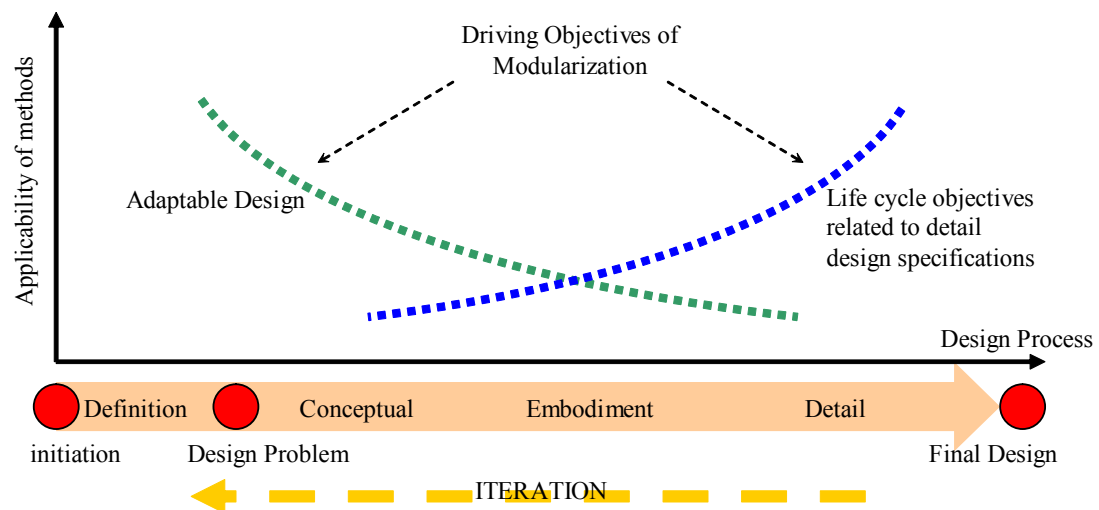 Driving Objectives of
Modularization
Applicability of methods
Adaptable Design
Life cycle objectives
related to detail
design specifications
Design Process
Definition
Conceptual
Embodiment
Detail
initiation
Design Problem
Final Design
ITERATION